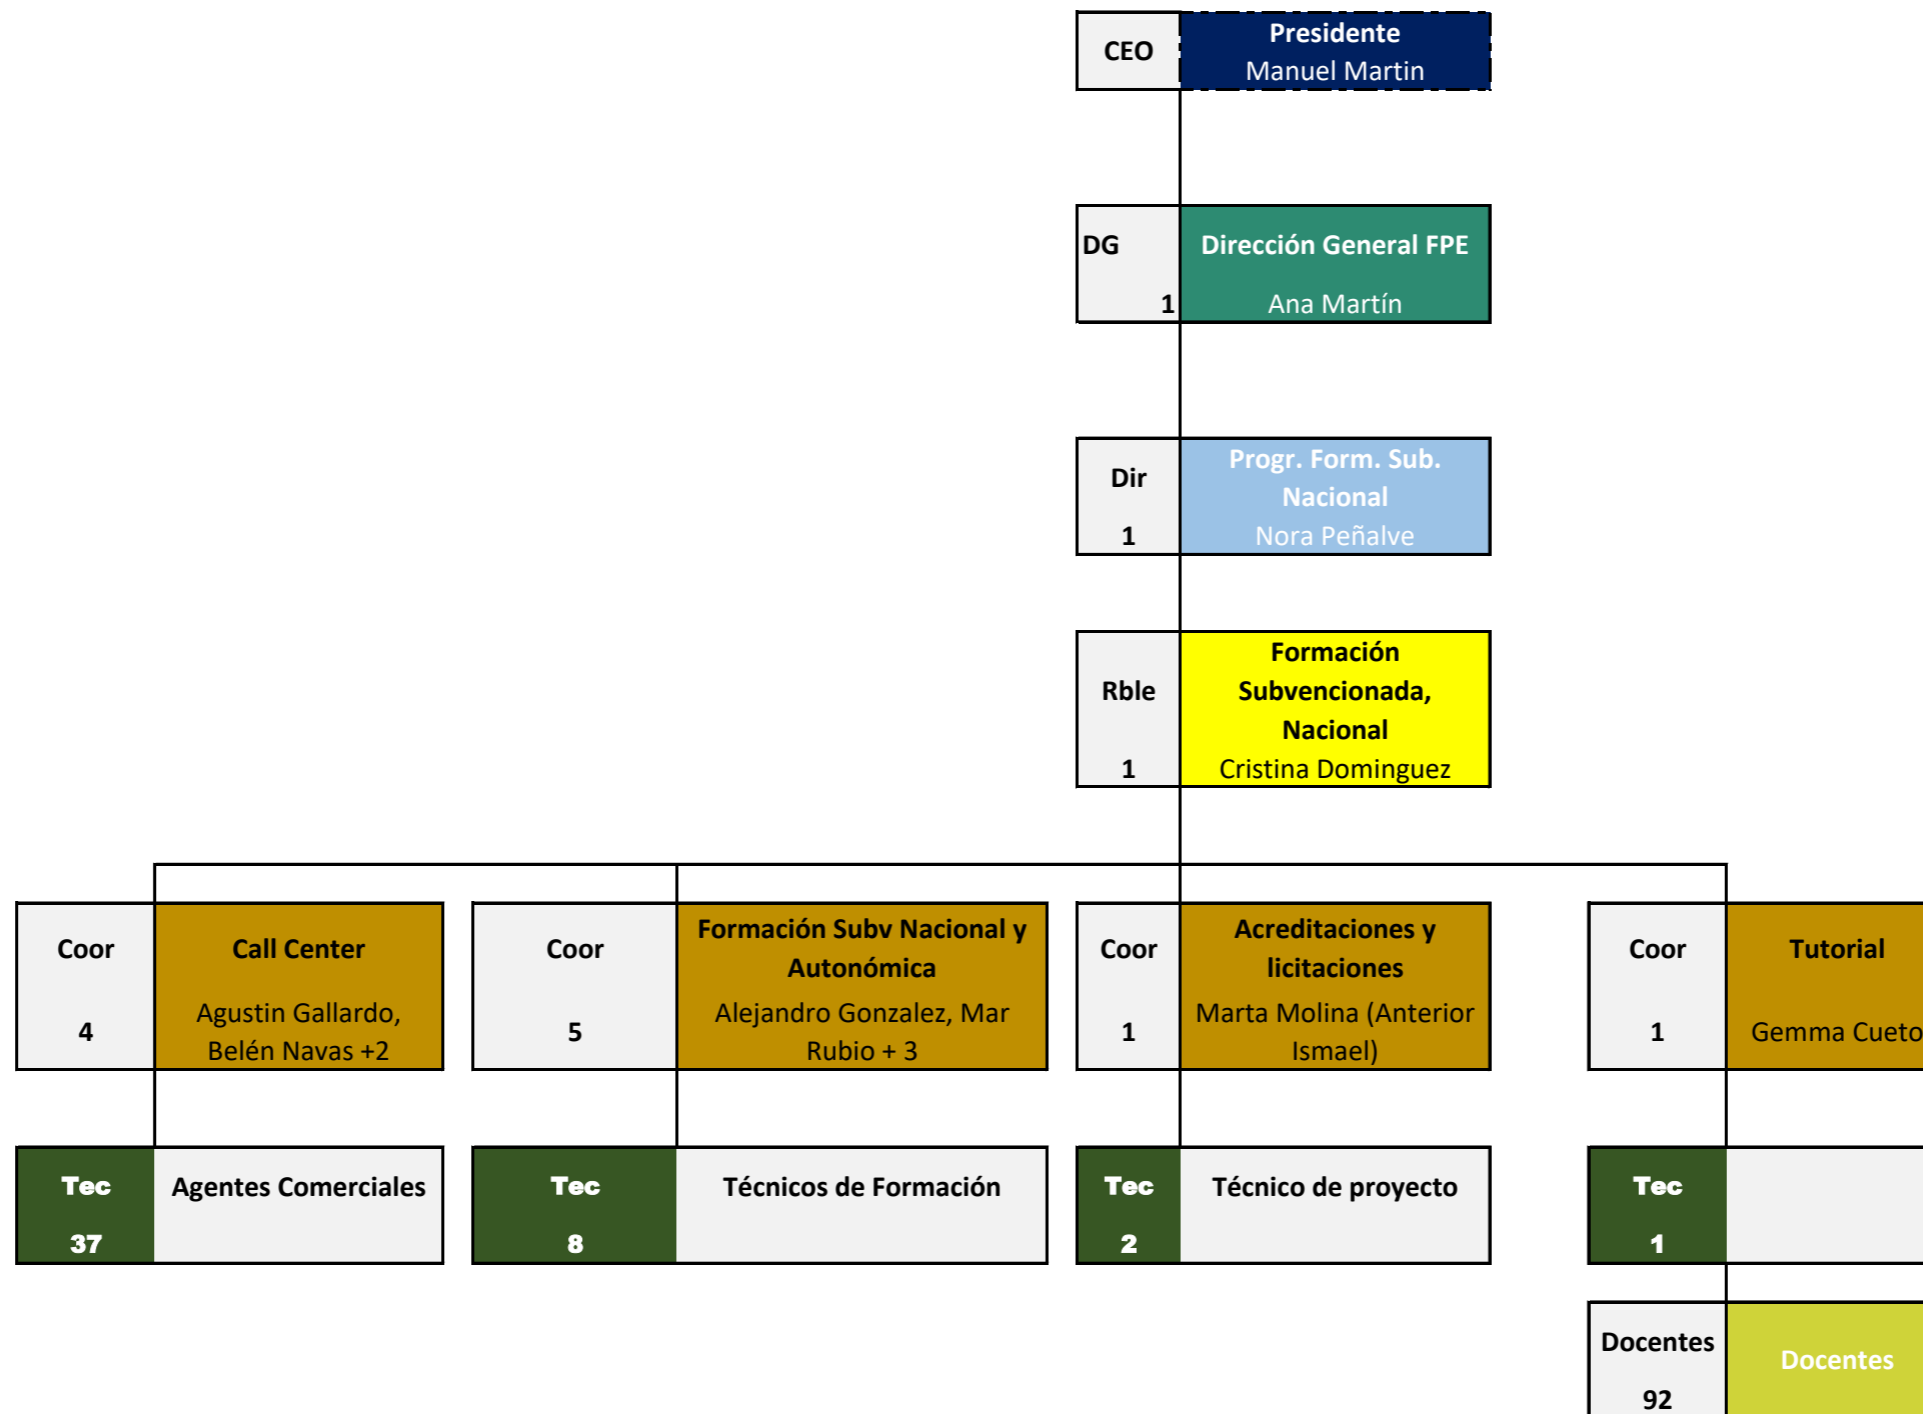 CEO
Presidente
Manuel Martin
DG
1
Dirección General FPE
Ana Martín
Dir
1
Progr. Form. Sub.
Nacional
Nora Peñalve
Rble
1
Formación
Subvencionada,
Nacional
Cristina Dominguez
Coor
4
Call Center
Agustin Gallardo,
Belén Navas +2
Coor
5
Formación Subv Nacional y
Autonómica
Alejandro Gonzalez, Mar
Rubio + 3
Coor
1
Acreditaciones y
licitaciones
Marta Molina (Anterior
Ismael)
Coor
1
Tutorial
Gemma Cueto
Tec
37
Agentes Comerciales
Tec
8
Técnicos de Formación
Tec
2
Técnico de proyecto
Tec
1
Docentes
92
Docentes